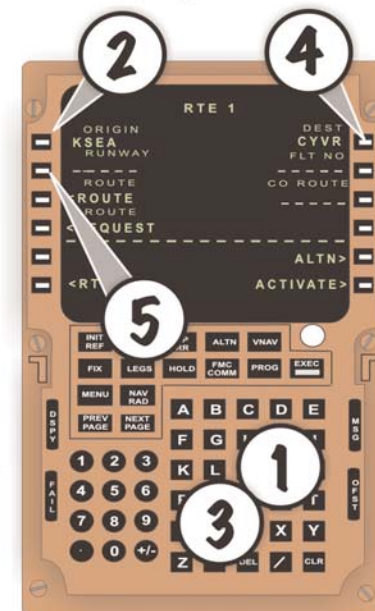 2
4
RTE 1
ORIGIN DEST
KSEA CYVR
RUNWAY FLT NO
ROUTE CO ROUTE
<ROUTE
ROUTE
ALTN>
ACTIVATE>
5
INIT REF
ALTN
VNAV
FIX
LEGS
HOLD
FMC COMM
PROG
EXEC
MENU
NAV RAD
PREV PAGE
NEXT PAGE
DSPY
FAIL
MSG
OFST
A B C D E
F G
K L
1
3
X Y
Z DEL / CLR
1 2 3
4 5 6
7 8 9
. 0 +/-